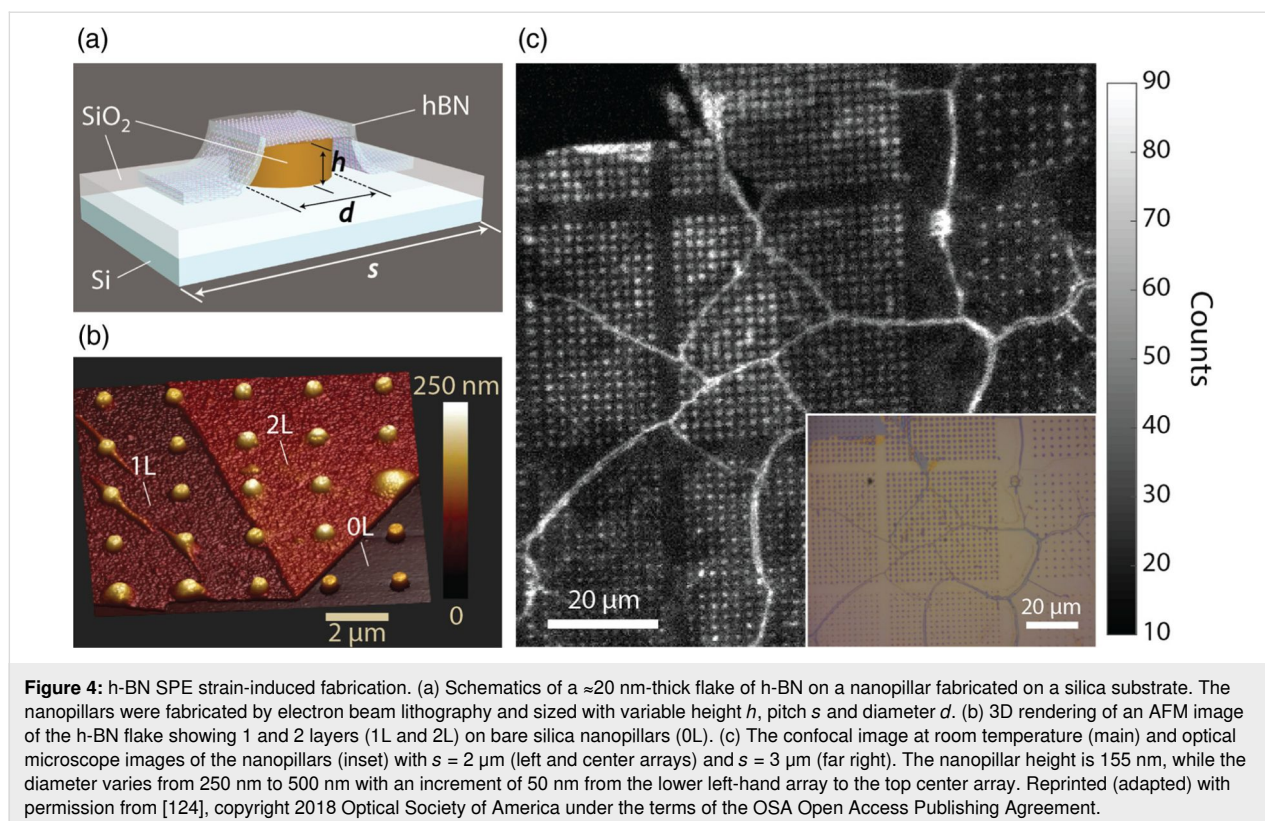 (a)
SiO2
hBN
h
d
s
Si
(b)
250 nm
2L
1L
0L
0
2 µm
(c)
20 µm
20 µm
90
80
70
60
50
40
30
20
10
Counts
Figure 4: h-BN SPE strain-induced fabrication. (a) Schematics of a ≈20 nm-thick flake of h-BN on a nanopillar fabricated on a silica substrate. The
nanopillars were fabricated by electron beam lithography and sized with variable height h, pitch s and diameter d. (b) 3D rendering of an AFM image
of the h-BN flake showing 1 and 2 layers (1L and 2L) on bare silica nanopillars (0L). (c) The confocal image at room temperature (main) and optical
microscope images of the nanopillars (inset) with s = 2 µm (left and center arrays) and s = 3 µm (far right). The nanopillar height is 155 nm, while the
diameter varies from 250 nm to 500 nm with an increment of 50 nm from the lower left-hand array to the top center array. Reprinted (adapted) with
permission from [124], copyright 2018 Optical Society of America under the terms of the OSA Open Access Publishing Agreement.